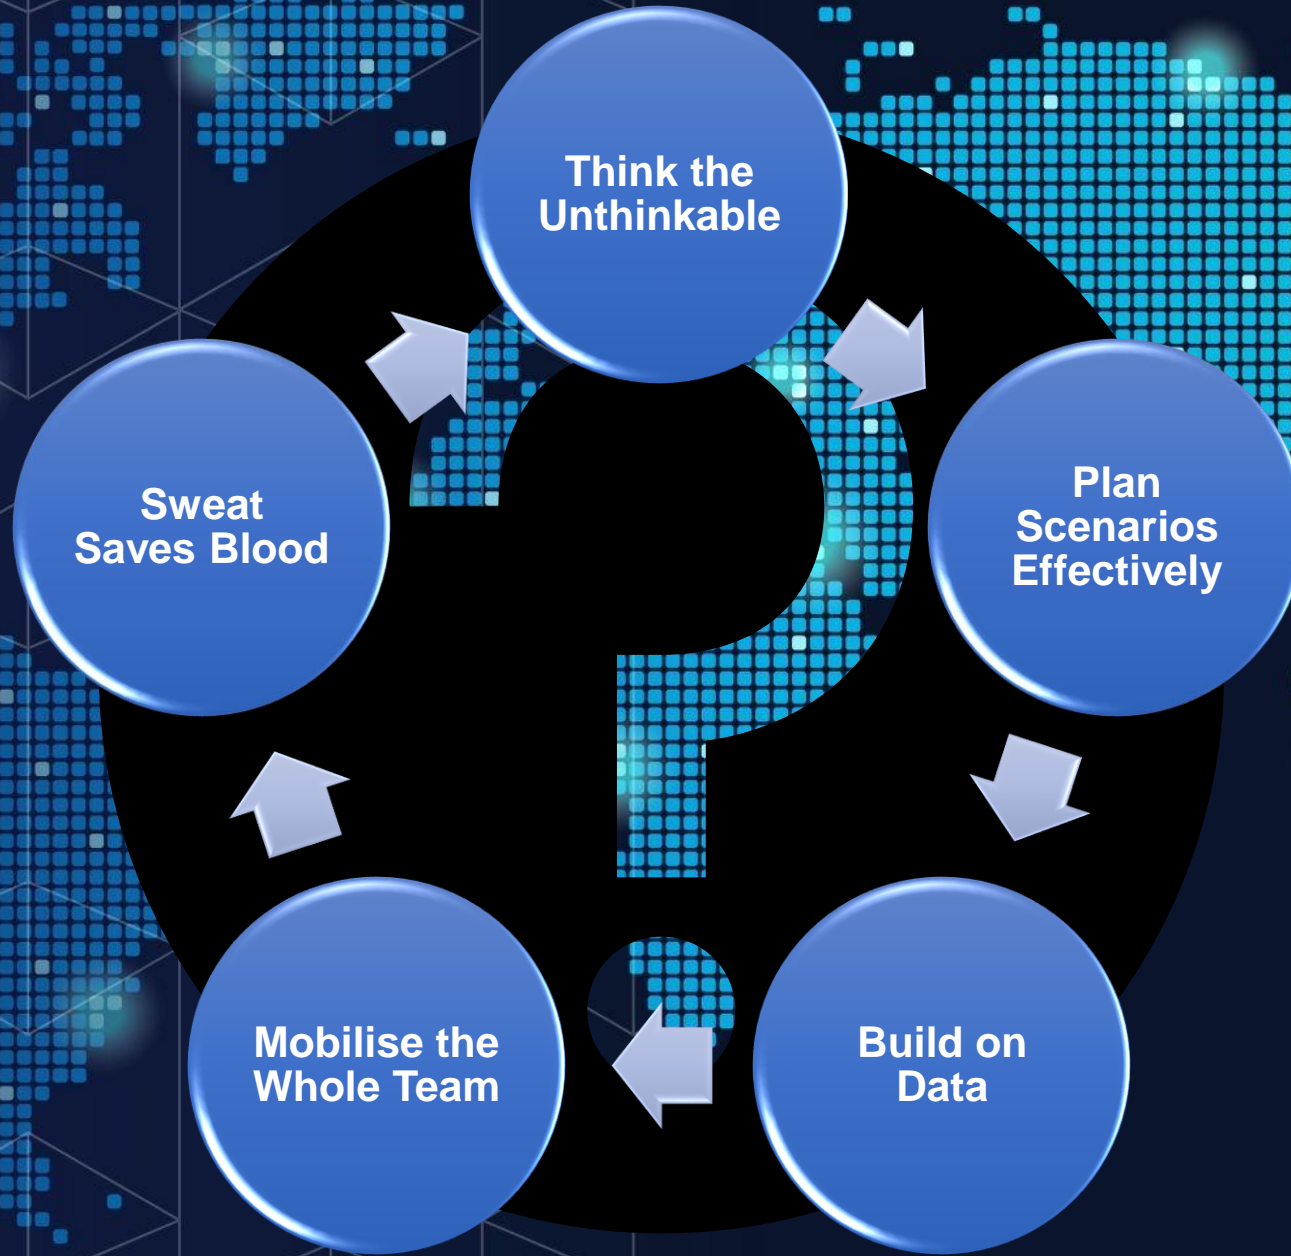 Think the
Unthinkable
Plan
Scenarios
Effectively
Build on
Data
Mobilise the
Whole Team
Sweat
Saves Blood
?